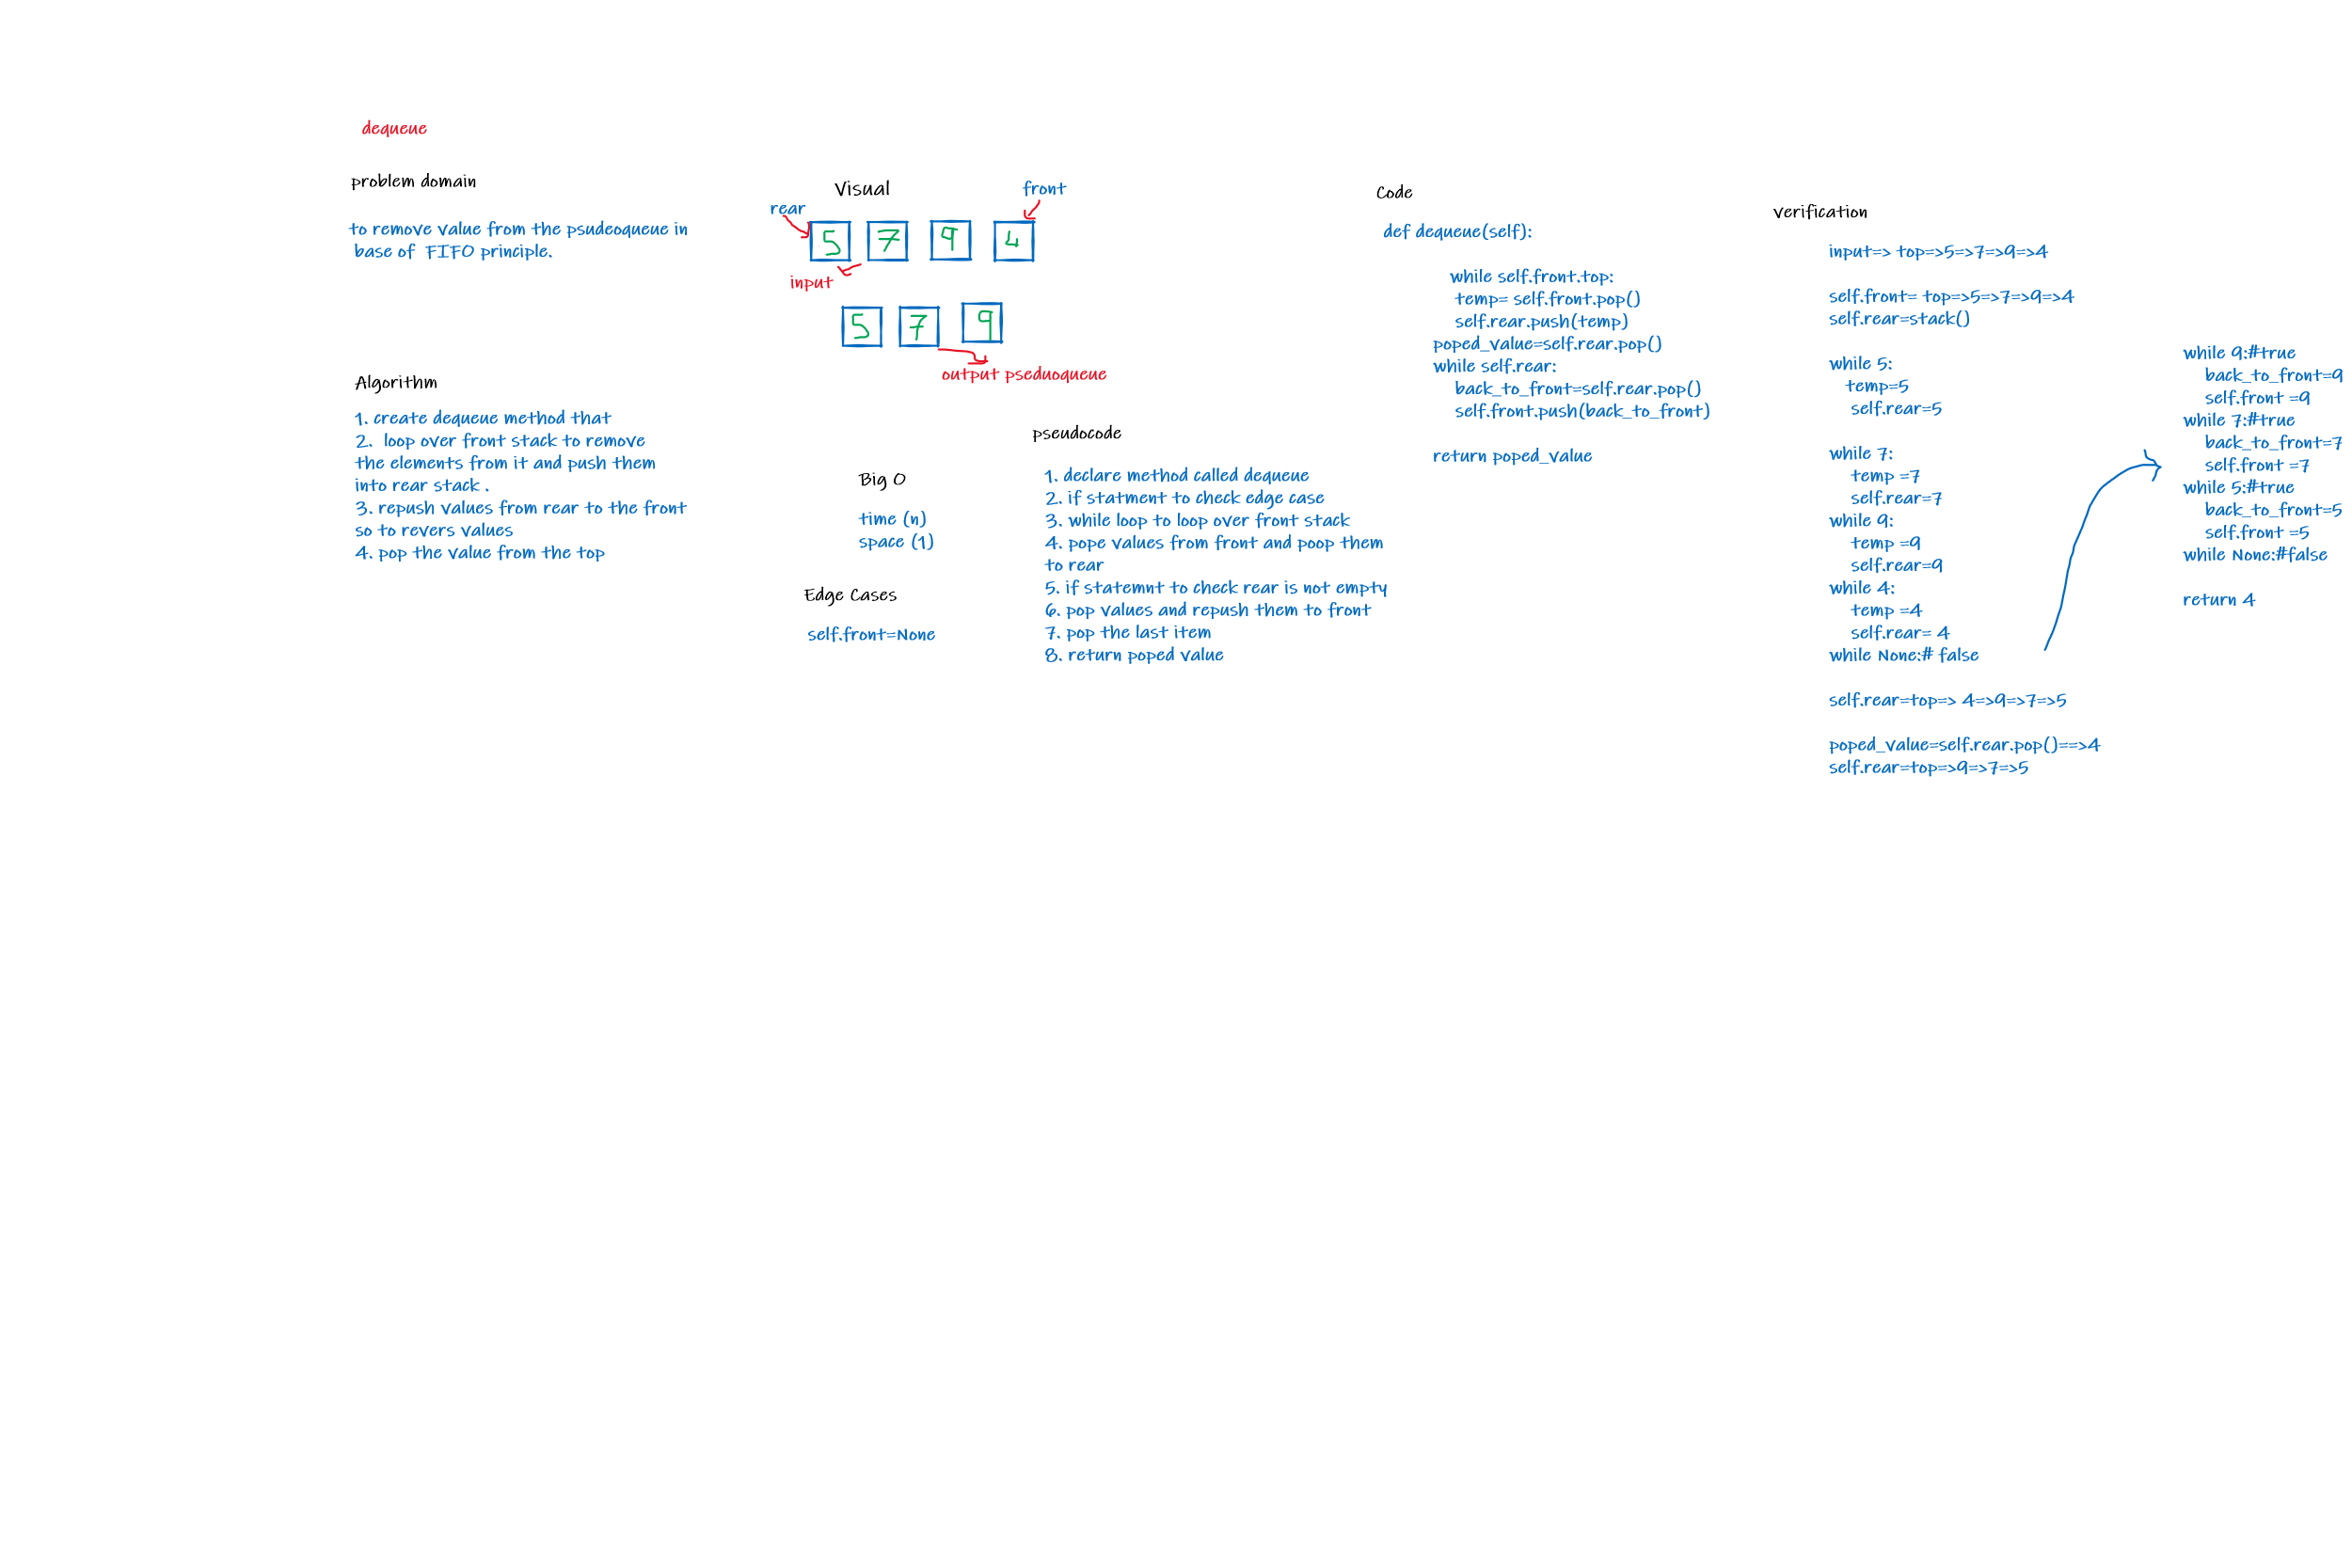 dequeue
problem domain
to remove value from the psudeoqueue in
base of FIFO principle.
Algorithm
1. create dequeue method that
2. loop over front stack to remove
the elements from it and push them
into rear stack .
3. repush values from rear to the front
so to revers values
4. pop the value from the top
Visual
front
rear
5 7 9 4
input
5 7 9
output pseduoqueue
Big O
time (n)
space (1)
Edge Cases
self.front=None
pseudocode
1. declare method called dequeue
2. if statment to check edge case
3. while loop to loop over front stack
4. pope values from front and poop them
to rear
5. if statemnt to check rear is not empty
6. pop values and repush them to front
7. pop the last item
8. return poped value
Code
def dequeue(self):
while self.front.top:
temp= self.front.pop()
self.rear.push(temp)
poped_value=self.rear.pop()
while self.rear:
back_to_front=self.rear.pop()
self.front.push(back_to_front)
return poped_value
verification
input=> top=>5=>7=>9=>4
self.front= top=>5=>7=>9=>4
self.rear=stack()
while 5:
temp=5
self.rear=5
while 7:
temp =7
self.rear=7
while 9:
temp =9
self.rear=9
while 4:
temp =4
self.rear= 4
while None:# false
self.rear=top=> 4=>9=>7=>5
poped_value=self.rear.pop()==>4
self.rear=top=>9=>7=>5
while 9:#true
back_to_front=9
self.front =9
while 7:#true
back_to_front=7
self.front =7
while 5:#true
back_to_front=5
self.front =5
while None:#false
return 4